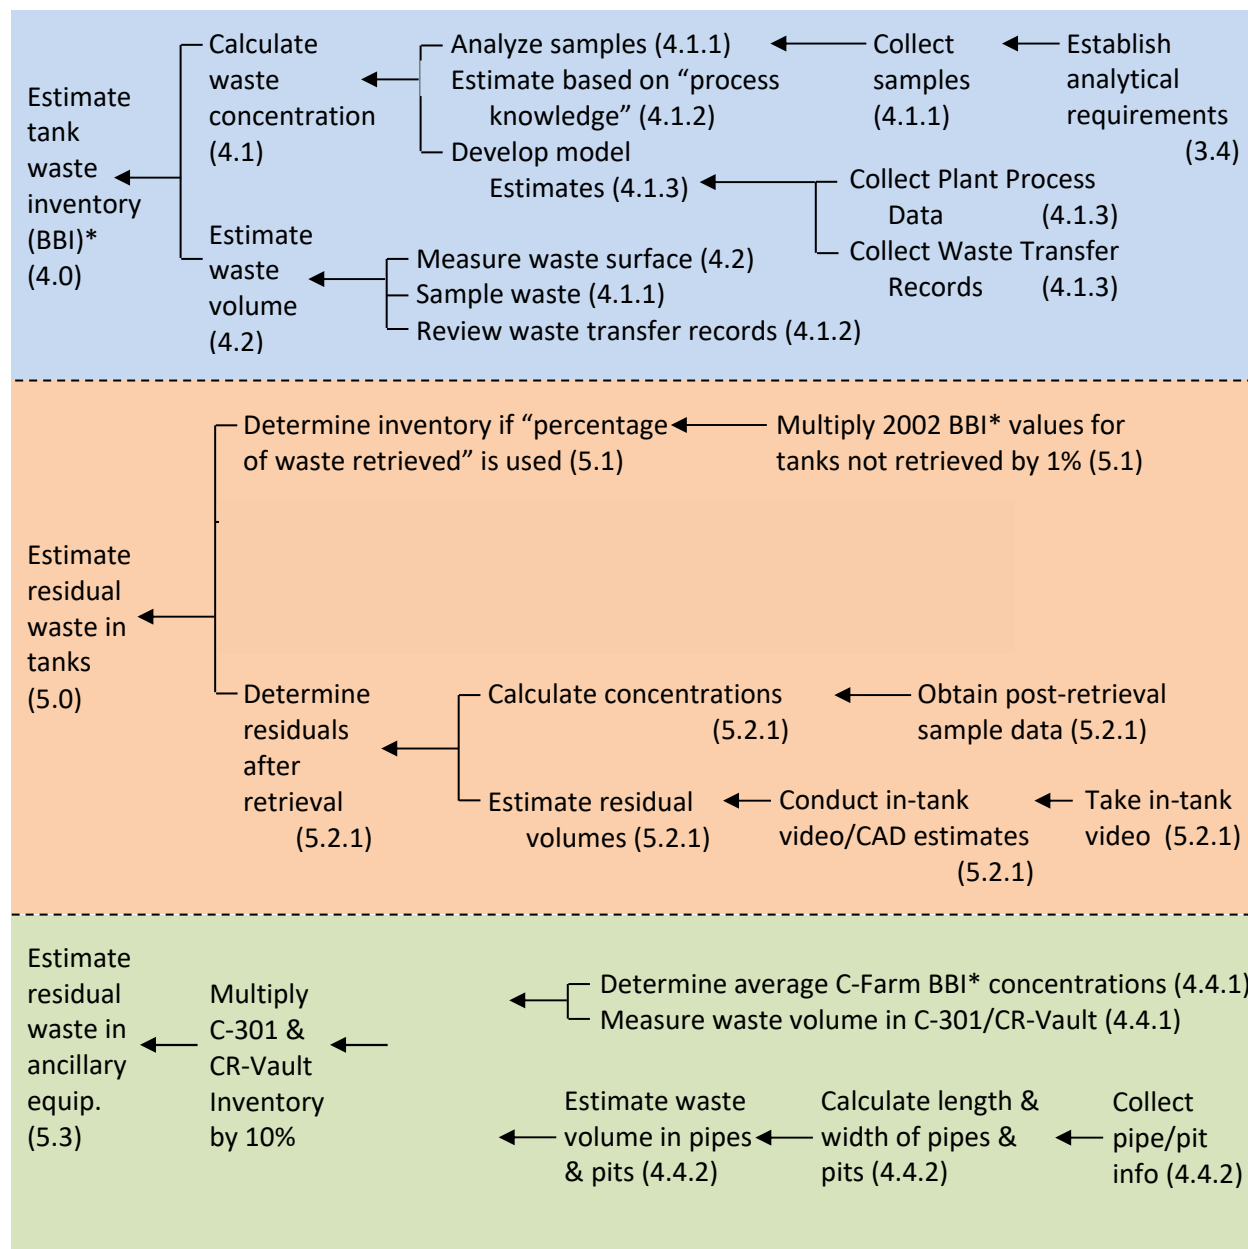 Estimate
tank
waste
inventory
(BBI)*
(4.0)
Calculate
waste
concentration
(4.1)
Analyze samples (4.1.1)
Estimate based on “process
knowledge” (4.1.2)
Develop model
Estimates (4.1.3)
Collect
samples
(4.1.1)
Establish
analytical
requirements
(3.4)
Collect Plant Process
Data (4.1.3)
Collect Waste Transfer
Records (4.1.3)
Estimate
waste
volume
(4.2)
Measure waste surface (4.2)
Sample waste (4.1.1)
Review waste transfer records (4.1.2)
Estimate
residual
waste in
tanks
(5.0)
Determine inventory if “percentage
of waste retrieved” is used (5.1)
Multiply 2002 BBI* values for
tanks not retrieved by 1% (5.1)
Determine
residuals
after
retrieval
(5.2.1)
Calculate concentrations
(5.2.1)
Obtain post-retrieval
sample data (5.2.1)
Estimate residual
volumes (5.2.1)
Conduct in-tank
video/CAD estimates
(5.2.1)
Take in-tank
video (5.2.1)
Estimate
residual
waste in
ancillary
equip.
(5.3)
Multiply
C-301 &
CR-Vault
Inventory
by 10%
Determine average C-Farm BBI* concentrations (4.4.1)
Measure waste volume in C-301/CR-Vault (4.4.1)
Estimate waste
volume in pipes
& pits (4.4.2)
Calculate length &
width of pipes &
pits (4.4.2)
Collect
pipe/pit
info (4.4.2)